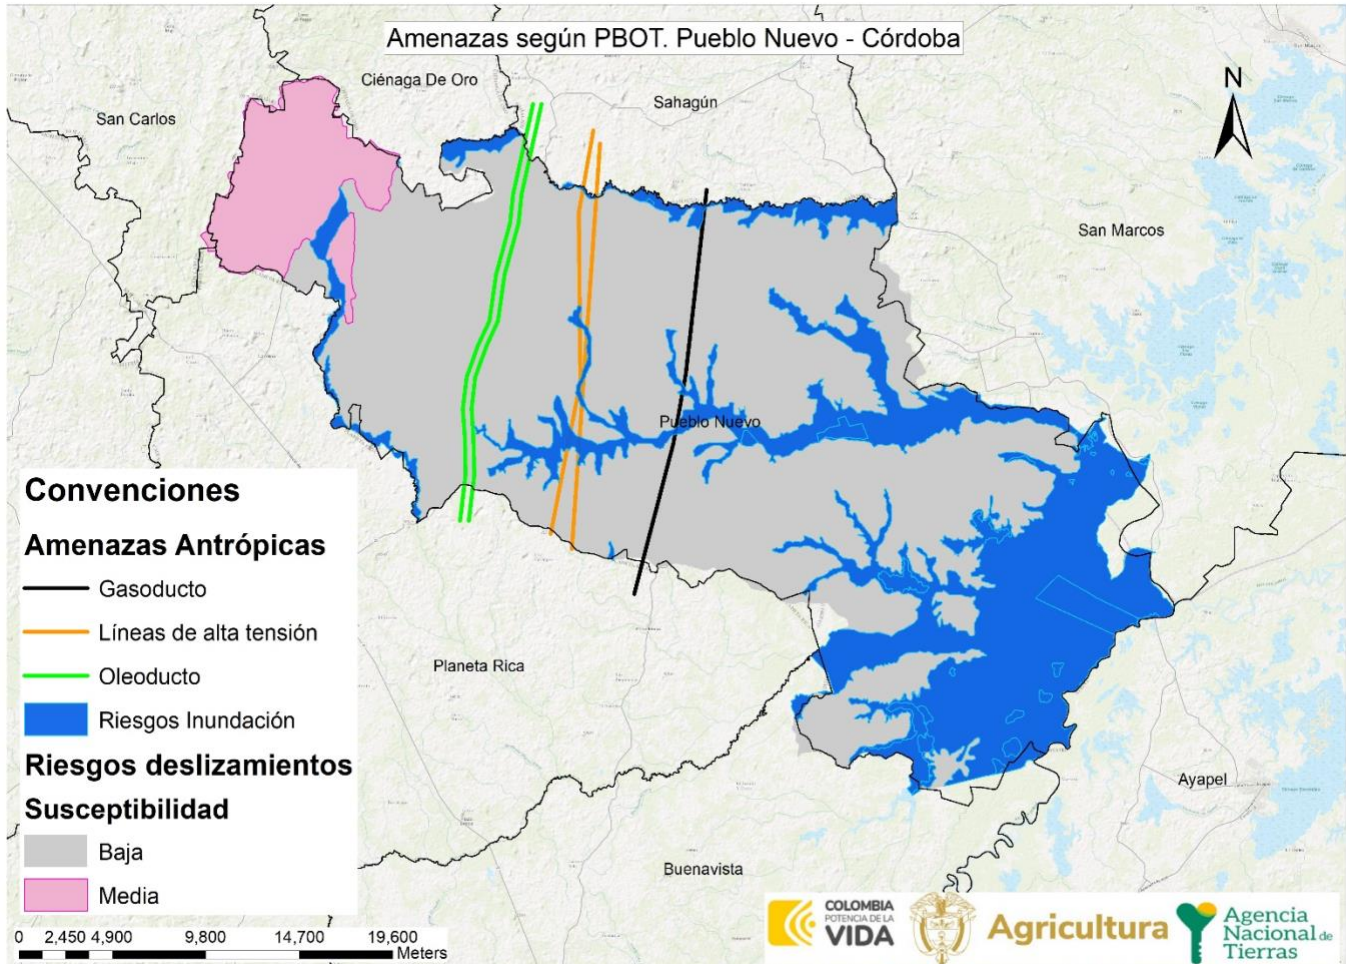 Amenazas según PBOT. Pueblo Nuevo - Córdoba
Ciénaga De Oro
Sahagún
San Carlos
N
San Marcos
Pueblo Nuevo
Planeta Rica
Ayapel
Buenavista
Convenciones
Amenazas Antrópicas
Gasoducto
Líneas de alta tensión
Oleoducto
Riesgos Inundación
Riesgos deslizamientos
Susceptibilidad
Baja
Media
0 2,450 4,900 9,800 14,700 19,600
Meters
COLOMBIA
POTENCIA DE LA
VIDA
Agricultura
Agencia
Nacional de
Tierras